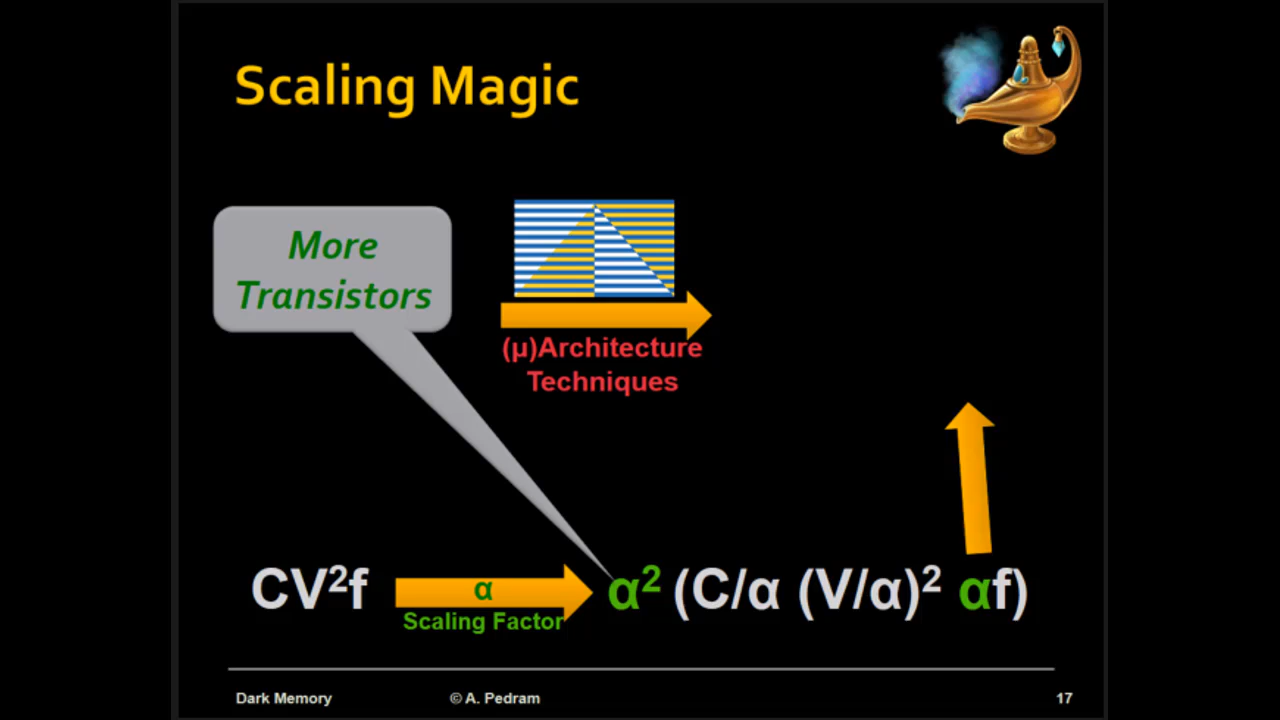 Scaling Magic
More
Transistors
(μ)Architecture
Techniques
CV²f
α
Scaling Factor
α² (C/α (V/α)² αf)
Dark Memory
© A. Pedram
17